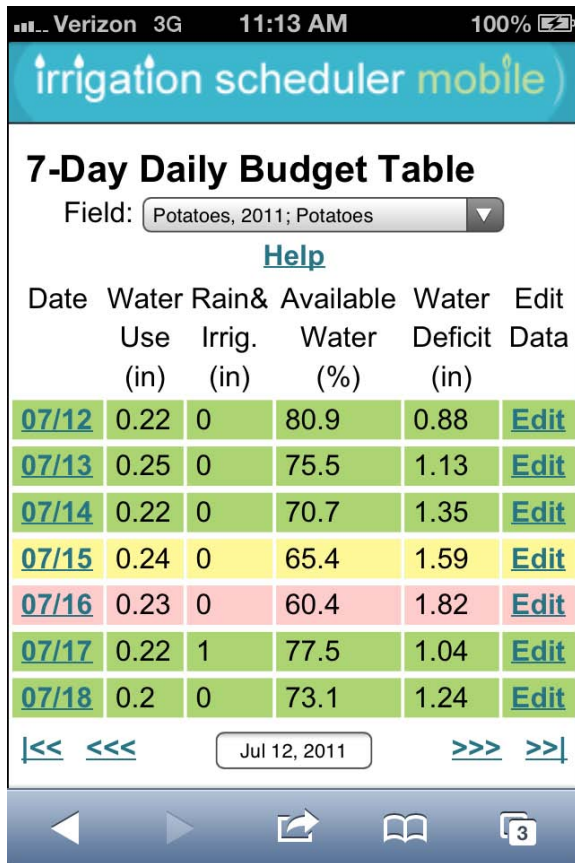 Verizon 3G 11:13 AM 100%
irrigation scheduler mobile
7-Day Daily Budget Table
Field: Potatoes, 2011; Potatoes
Help
Date Water Rain& Available Water Edit
Use Irrig. Water Deficit Data
(in) (in) (%) (in)
07/12 0.22 0 80.9 0.88 Edit
07/13 0.25 0 75.5 1.13 Edit
07/14 0.22 0 70.7 1.35 Edit
07/15 0.24 0 65.4 1.59 Edit
07/16 0.23 0 60.4 1.82 Edit
07/17 0.22 1 77.5 1.04 Edit
07/18 0.2 0 73.1 1.24 Edit
|<< <<< Jul 12, 2011 >>> >>|
3